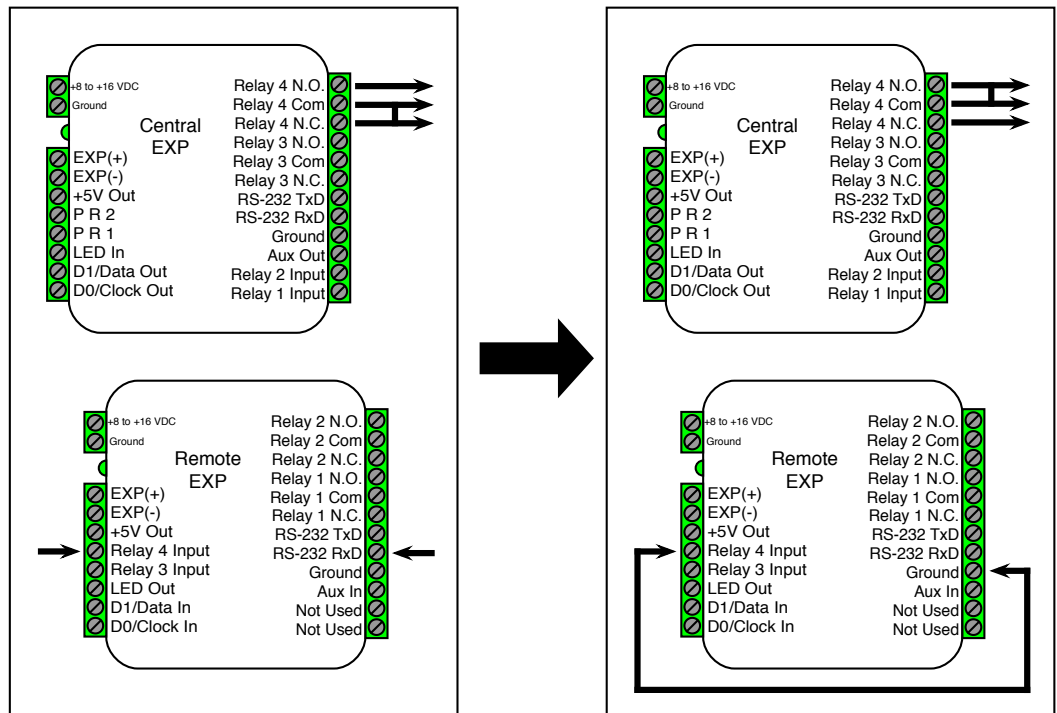 +8 to +16 VDC
Ground
Central
EXP
EXP(+)
EXP(-)
+5V Out
P R 2
P R 1
LED In
D1/Data Out
D0/Clock Out
Relay 4 N.O.
Relay 4 Com
Relay 4 N.C.
Relay 3 N.O.
Relay 3 Com
Relay 3 N.C.
RS-232 TxD
RS-232 RxD
Ground
Aux Out
Relay 2 Input
Relay 1 Input
+8 to +16 VDC
Ground
Remote
EXP
EXP(+)
EXP(-)
+5V Out
Relay 4 Input
Relay 3 Input
LED Out
D1/Data In
D0/Clock In
Relay 2 N.O.
Relay 2 Com
Relay 2 N.C.
Relay 1 N.O.
Relay 1 Com
Relay 1 N.C.
RS-232 TxD
RS-232 RxD
Ground
Aux In
Not Used
Not Used
+8 to +16 VDC
Ground
Central
EXP
EXP(+)
EXP(-)
+5V Out
P R 2
P R 1
LED In
D1/Data Out
D0/Clock Out
Relay 4 N.O.
Relay 4 Com
Relay 4 N.C.
Relay 3 N.O.
Relay 3 Com
Relay 3 N.C.
RS-232 TxD
RS-232 RxD
Ground
Aux Out
Relay 2 Input
Relay 1 Input
+8 to +16 VDC
Ground
Remote
EXP
EXP(+)
EXP(-)
+5V Out
Relay 4 Input
Relay 3 Input
LED Out
D1/Data In
D0/Clock In
Relay 2 N.O.
Relay 2 Com
Relay 2 N.C.
Relay 1 N.O.
Relay 1 Com
Relay 1 N.C.
RS-232 TxD
RS-232 RxD
Ground
Aux In
Not Used
Not Used